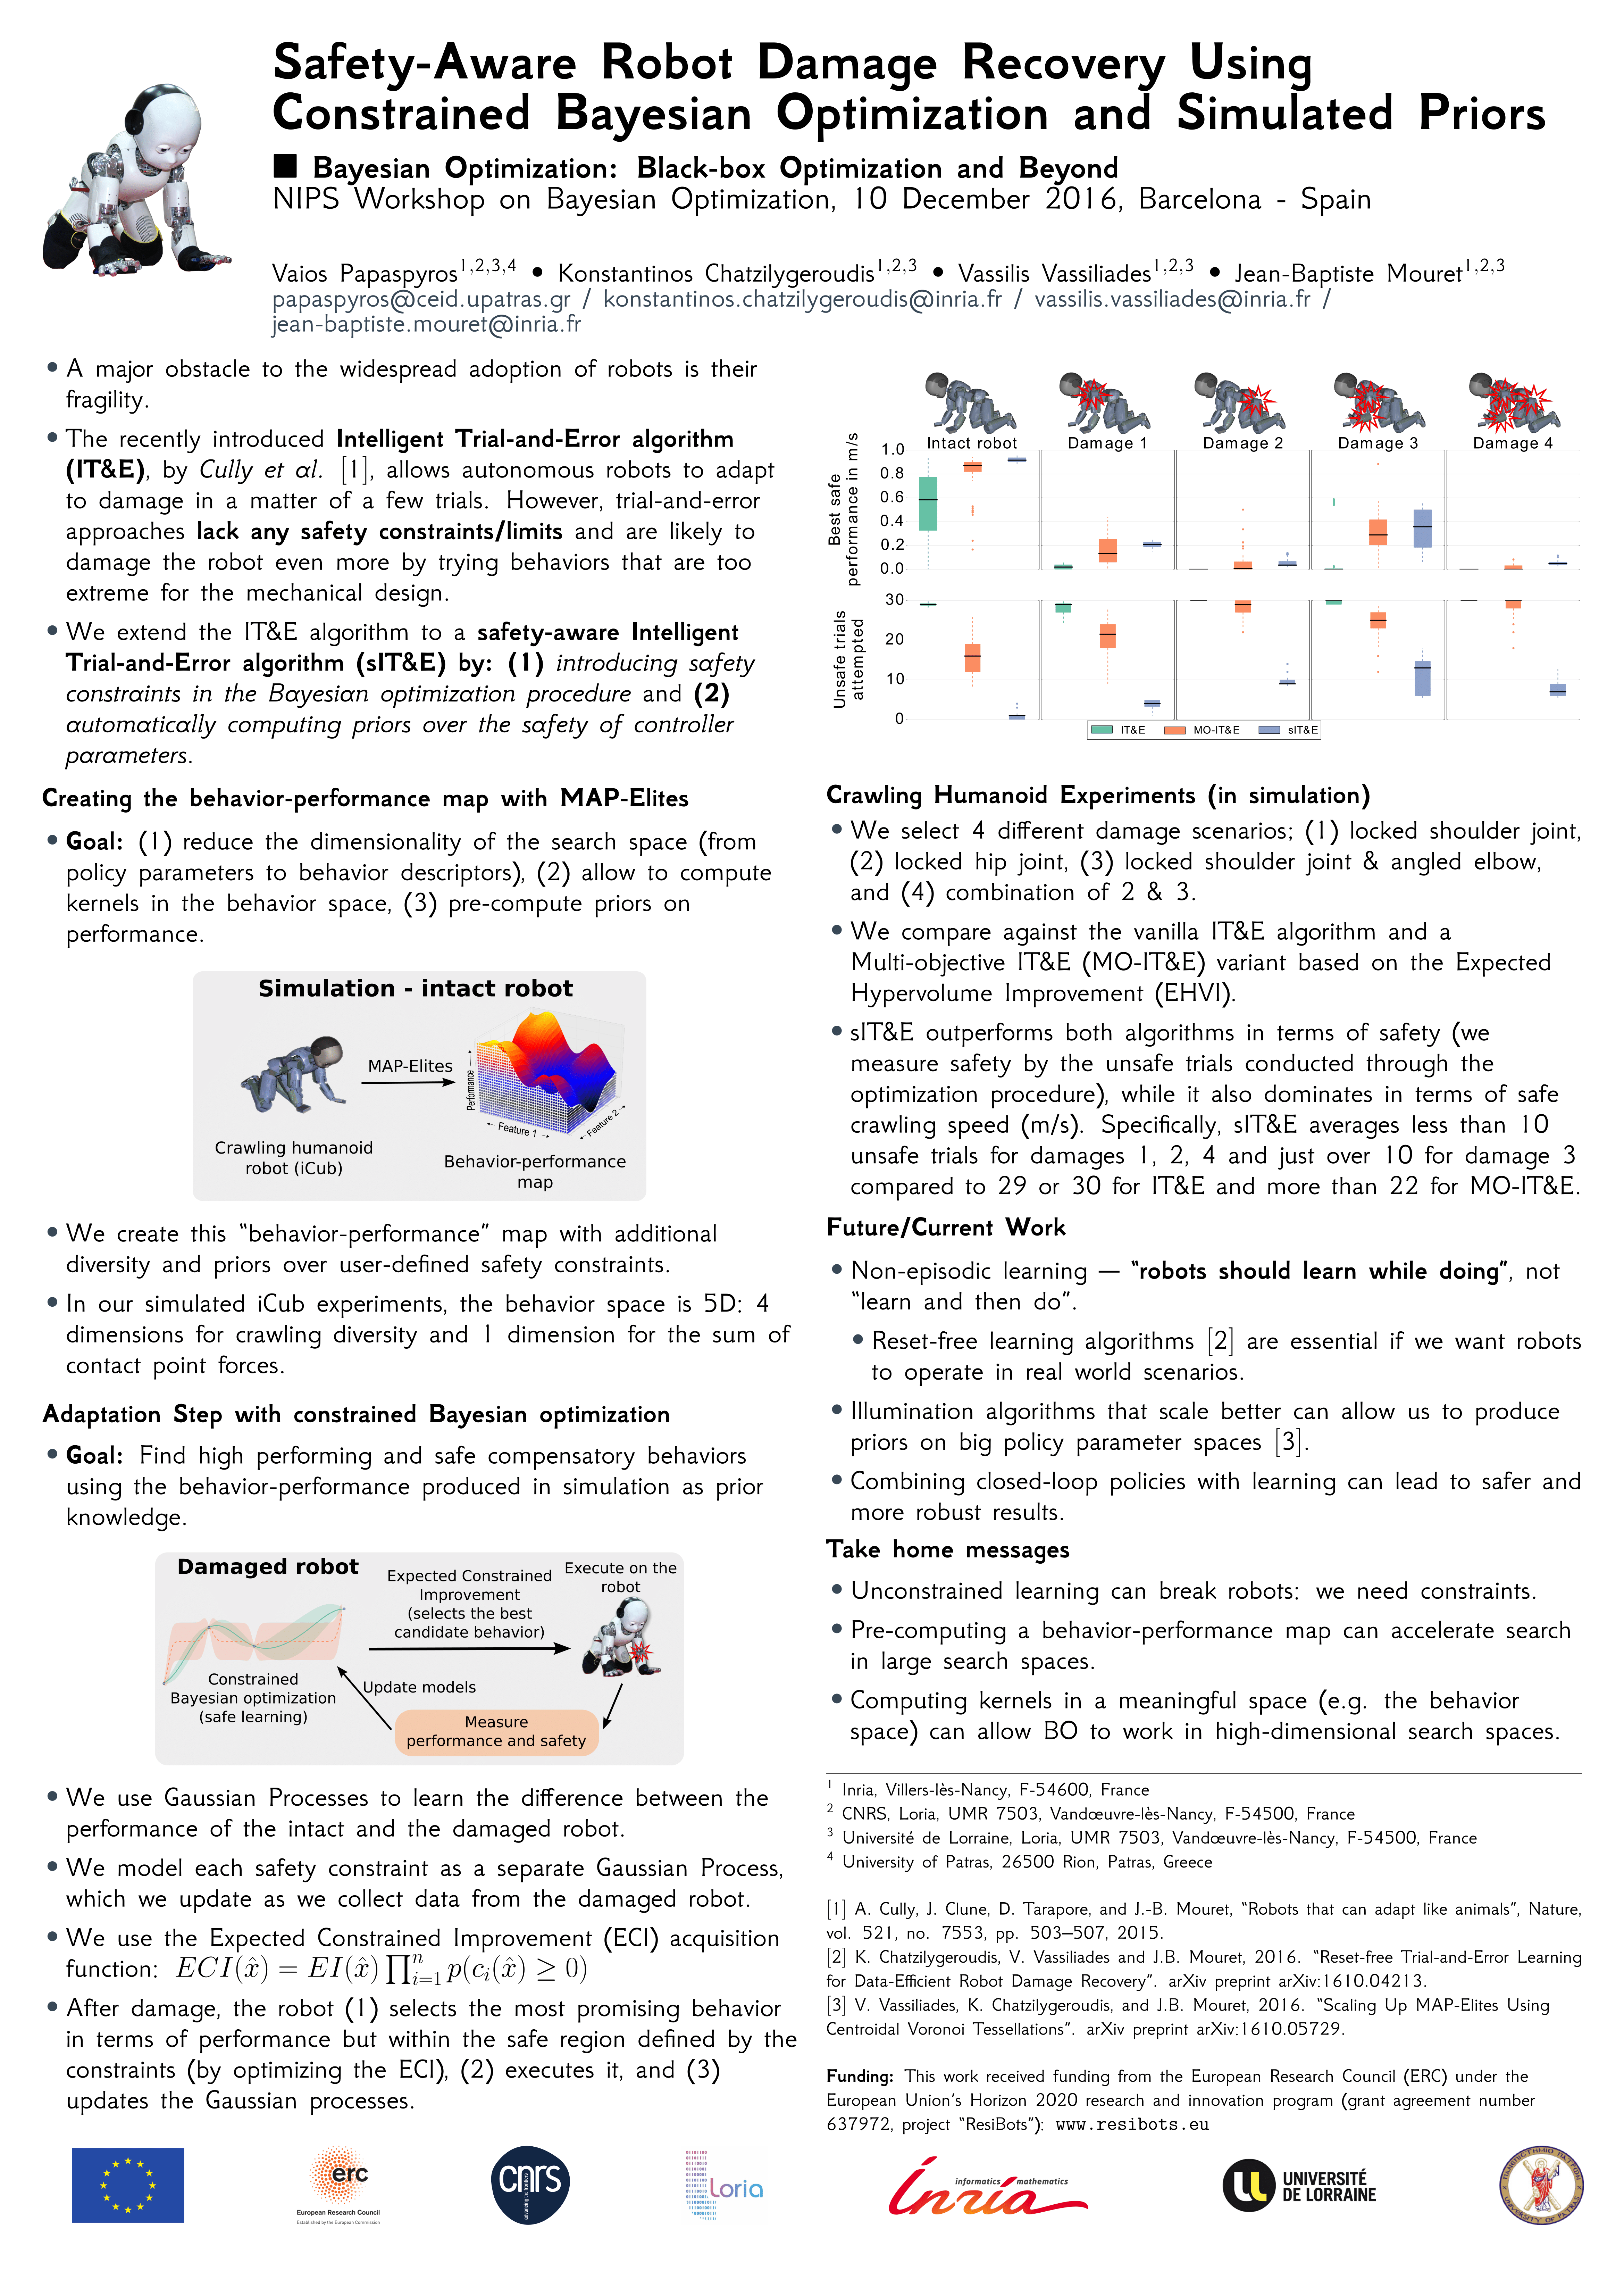 Safety-Aware Robot Damage Recovery Using
Constrained Bayesian Optimization and Simulated Priors
■ Bayesian Optimization: Black-box Optimization and Beyond
NIPS Workshop on Bayesian Optimization, 10 December 2016, Barcelona - Spain
Vaios Papaspyros1,2,3,4 • Konstantinos Chatzilygeroudis1,2,3 • Vassilis Vassiliades1,2,3 • Jean-Baptiste Mouret1,2,3
papaspyros@ceid.upatras.gr / konstantinos.chatzilygeroudis@inria.fr / vassilis.vassiliades@inria.fr /
jean-baptiste.mouret@inria.fr
• A major obstacle to the widespread adoption of robots is their
fragility.
• The recently introduced Intelligent Trial-and-Error algorithm
(IT&E), by Cully et al. [1], allows autonomous robots to adapt
to damage in a matter of a few trials. However, trial-and-error
approaches lack any safety constraints/limits and are likely to
damage the robot even more by trying behaviors that are too
extreme for the mechanical design.
• We extend the IT&E algorithm to a safety-aware Intelligent
Trial-and-Error algorithm (sIT&E) by: (1) introducing safety
constraints in the Bayesian optimization procedure and (2)
automatically computing priors over the safety of controller
parameters.
Creating the behavior-performance map with MAP-Elites
• Goal: (1) reduce the dimensionality of the search space (from
policy parameters to behavior descriptors), (2) allow to compute
kernels in the behavior space, (3) pre-compute priors on
performance.
Simulation - intact robot
MAP-Elites
Performance
Feature 1
Feature 2
Crawling humanoid
robot (iCub)
Behavior-performance
map
• We create this “behavior-performance” map with additional
diversity and priors over user-defined safety constraints.
• In our simulated iCub experiments, the behavior space is 5D: 4
dimensions for crawling diversity and 1 dimension for the sum of
contact point forces.
Adaptation Step with constrained Bayesian optimization
• Goal: Find high performing and safe compensatory behaviors
using the behavior-performance produced in simulation as prior
knowledge.
Damaged robot
Expected Constrained
Improvement
(selects the best
candidate behavior)
Execute on the
robot
Constrained
Bayesian optimization
(safe learning)
Update models
Measure
performance and safety
• We use Gaussian Processes to learn the difference between the
performance of the intact and the damaged robot.
• We model each safety constraint as a separate Gaussian Process,
which we update as we collect data from the damaged robot.
• We use the Expected Constrained Improvement (ECI) acquisition
function: ECI(x̂) = EI(x̂) ∏ⁿᵢ₌₁ p(cᵢ(x̂) ≥ 0)
• After damage, the robot (1) selects the most promising behavior
in terms of performance but within the safe region defined by the
constraints (by optimizing the ECI), (2) executes it, and (3)
updates the Gaussian processes.
Intact robot Damage 1 Damage 2 Damage 3 Damage 4
Best safe
performance in m/s
1.0
0.8
0.6
0.4
0.2
0.0
Unsafe trials
attempted
30
20
10
0
IT&E MO-IT&E sIT&E
Crawling Humanoid Experiments (in simulation)
• We select 4 different damage scenarios; (1) locked shoulder joint,
(2) locked hip joint, (3) locked shoulder joint & angled elbow,
and (4) combination of 2 & 3.
• We compare against the vanilla IT&E algorithm and a
Multi-objective IT&E (MO-IT&E) variant based on the Expected
Hypervolume Improvement (EHVI).
• sIT&E outperforms both algorithms in terms of safety (we
measure safety by the unsafe trials conducted through the
optimization procedure), while it also dominates in terms of safe
crawling speed (m/s). Specifically, sIT&E averages less than 10
unsafe trials for damages 1, 2, 4 and just over 10 for damage 3
compared to 29 or 30 for IT&E and more than 22 for MO-IT&E.
Future/Current Work
• Non-episodic learning — “robots should learn while doing”, not
“learn and then do”.
• Reset-free learning algorithms [2] are essential if we want robots
to operate in real world scenarios.
• Illumination algorithms that scale better can allow us to produce
priors on big policy parameter spaces [3].
• Combining closed-loop policies with learning can lead to safer and
more robust results.
Take home messages
• Unconstrained learning can break robots: we need constraints.
• Pre-computing a behavior-performance map can accelerate search
in large search spaces.
• Computing kernels in a meaningful space (e.g. the behavior
space) can allow BO to work in high-dimensional search spaces.
1 Inria, Villers-lès-Nancy, F-54600, France
2 CNRS, Loria, UMR 7503, Vandœuvre-lès-Nancy, F-54500, France
3 Université de Lorraine, Loria, UMR 7503, Vandœuvre-lès-Nancy, F-54500, France
4 University of Patras, 26500 Rion, Patras, Greece
[1] A. Cully, J. Clune, D. Tarapore, and J.-B. Mouret, “Robots that can adapt like animals”, Nature,
vol. 521, no. 7553, pp. 503–507, 2015.
[2] K. Chatzilygeroudis, V. Vassiliades and J.B. Mouret, 2016. “Reset-free Trial-and-Error Learning
for Data-Efficient Robot Damage Recovery”. arXiv preprint arXiv:1610.04213.
[3] V. Vassiliades, K. Chatzilygeroudis, and J.B. Mouret, 2016. “Scaling Up MAP-Elites Using
Centroidal Voronoi Tessellations”. arXiv preprint arXiv:1610.05729.
Funding: This work received funding from the European Research Council (ERC) under the
European Union’s Horizon 2020 research and innovation program (grant agreement number
637972, project “ResiBots”): www.resibots.eu
erc
European Research Council
Established by the European Commission
cnrs
advancing the frontiers
Loria
informatics mathematics
Inria
UNIVERSITÉ
DE LORRAINE